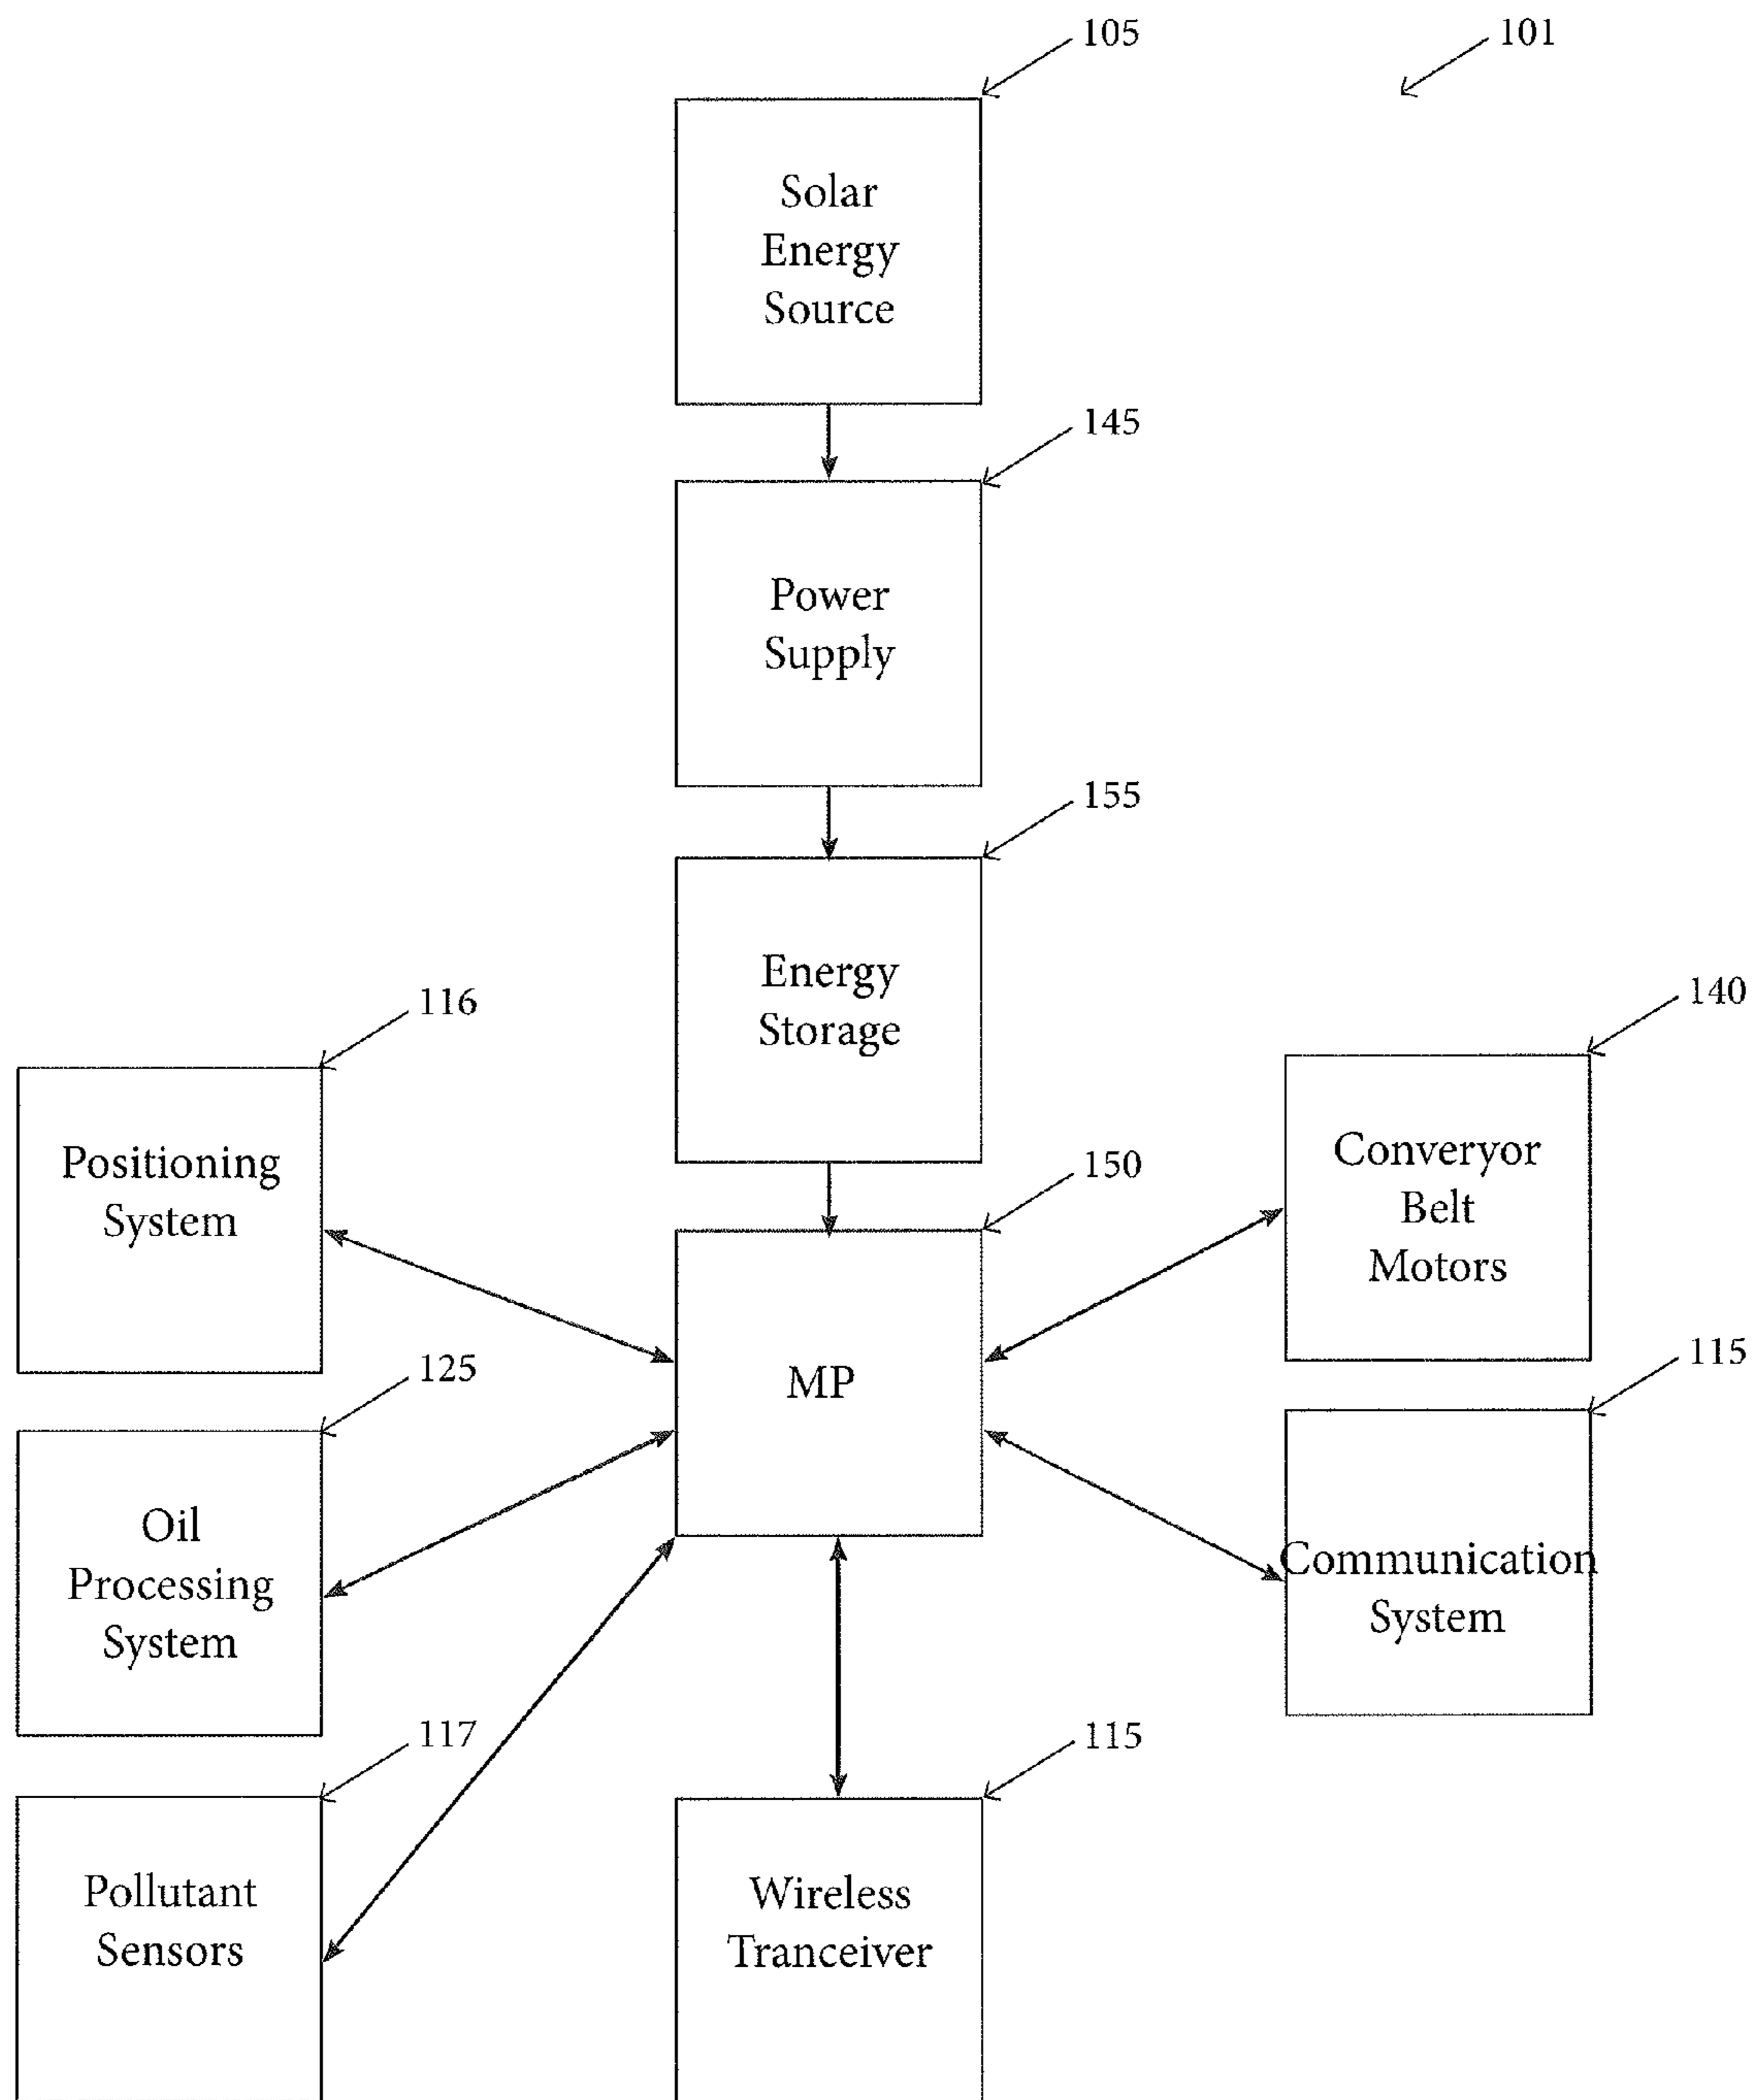 105
101
Solar
Energy
Source
145
Power
Supply
155
Energy
Storage
116
Positioning
System
150
MP
140
Converyor
Belt
Motors
125
Oil
Processing
System
115
Communication
System
117
Pollutant
Sensors
115
Wireless
Tranceiver